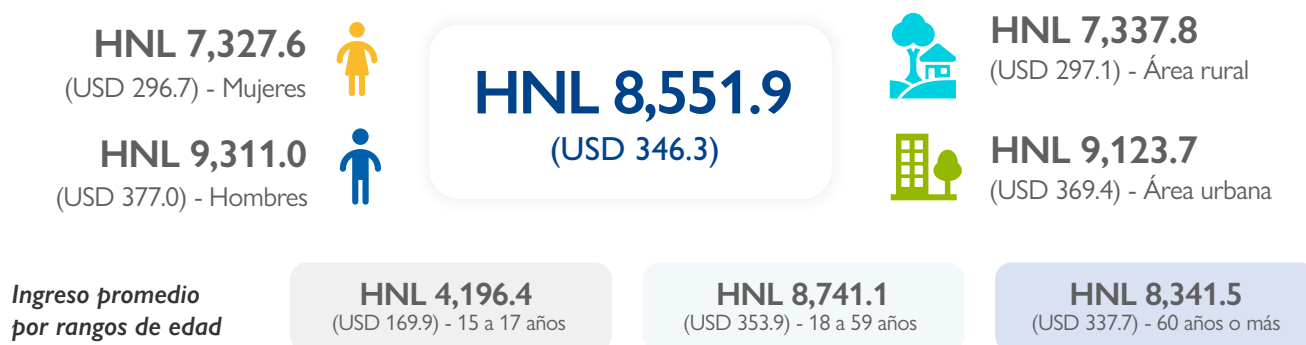 HNL 7,327.6
(USD 296.7) - Mujeres
HNL 9,311.0
(USD 377.0) - Hombres
HNL 8,551.9
(USD 346.3)
HNL 7,337.8
(USD 297.1) - Área rural
HNL 9,123.7
(USD 369.4) - Área urbana
Ingreso promedio
por rangos de edad
HNL 4,196.4
(USD 169.9) - 15 a 17 años
HNL 8,741.1
(USD 353.9) - 18 a 59 años
HNL 8,341.5
(USD 337.7) - 60 años o más